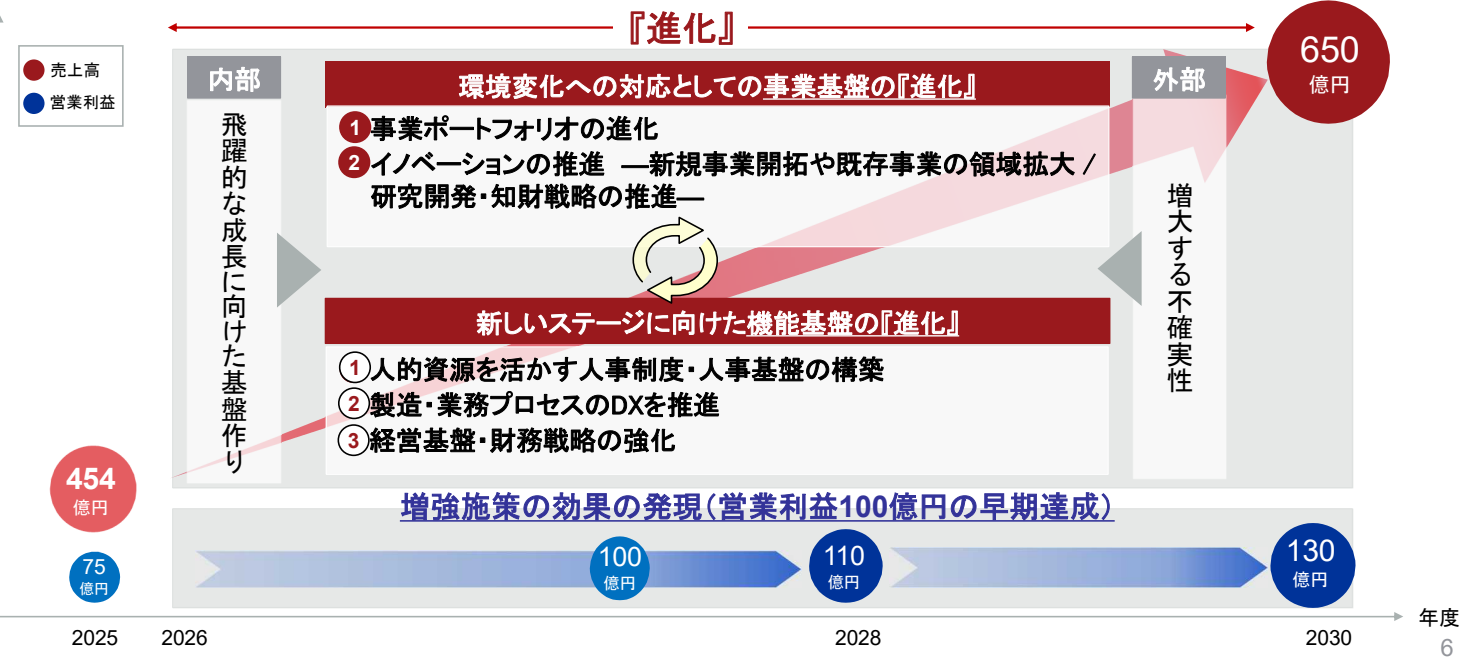 『進化』
売上高
営業利益
内部
飛躍的な成長に向けた基盤作り
環境変化への対応としての事業基盤の『進化』
1 事業ポートフォリオの進化
2 イノベーションの推進 ―新規事業開拓や既存事業の領域拡大 /
研究開発・知財戦略の推進―
新しいステージに向けた機能基盤の『進化』
1 人的資源を活かす人事制度・人事基盤の構築
2 製造・業務プロセスのDXを推進
3 経営基盤・財務戦略の強化
外部
増大する不確実性
650
億円
454
億円
増強施策の効果の発現（営業利益100億円の早期達成）
75
億円
100
億円
110
億円
130
億円
年度
2025
2026
2028
2030
6